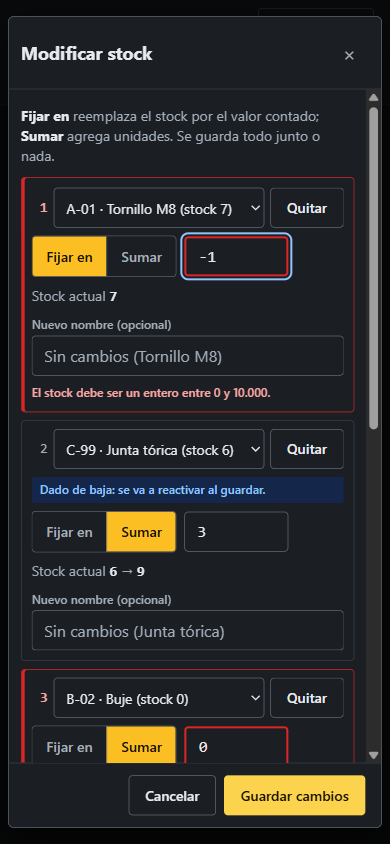 Modificar stock ×
Fijar en reemplaza el stock por el valor contado;
Sumar agrega unidades. Se guarda todo junto o
nada.
1 A-01 · Tornillo M8 (stock 7) Quitar
Fijar en Sumar -1
Stock actual 7
Nuevo nombre (opcional)
Sin cambios (Tornillo M8)
El stock debe ser un entero entre 0 y 10.000.
2 C-99 · Junta tórica (stock 6) Quitar
Dado de baja: se va a reactivar al guardar.
Fijar en Sumar 3
Stock actual 6 → 9
Nuevo nombre (opcional)
Sin cambios (Junta tórica)
3 B-02 · Buje (stock 0) Quitar
Fijar en Sumar 0
Cancelar Guardar cambios